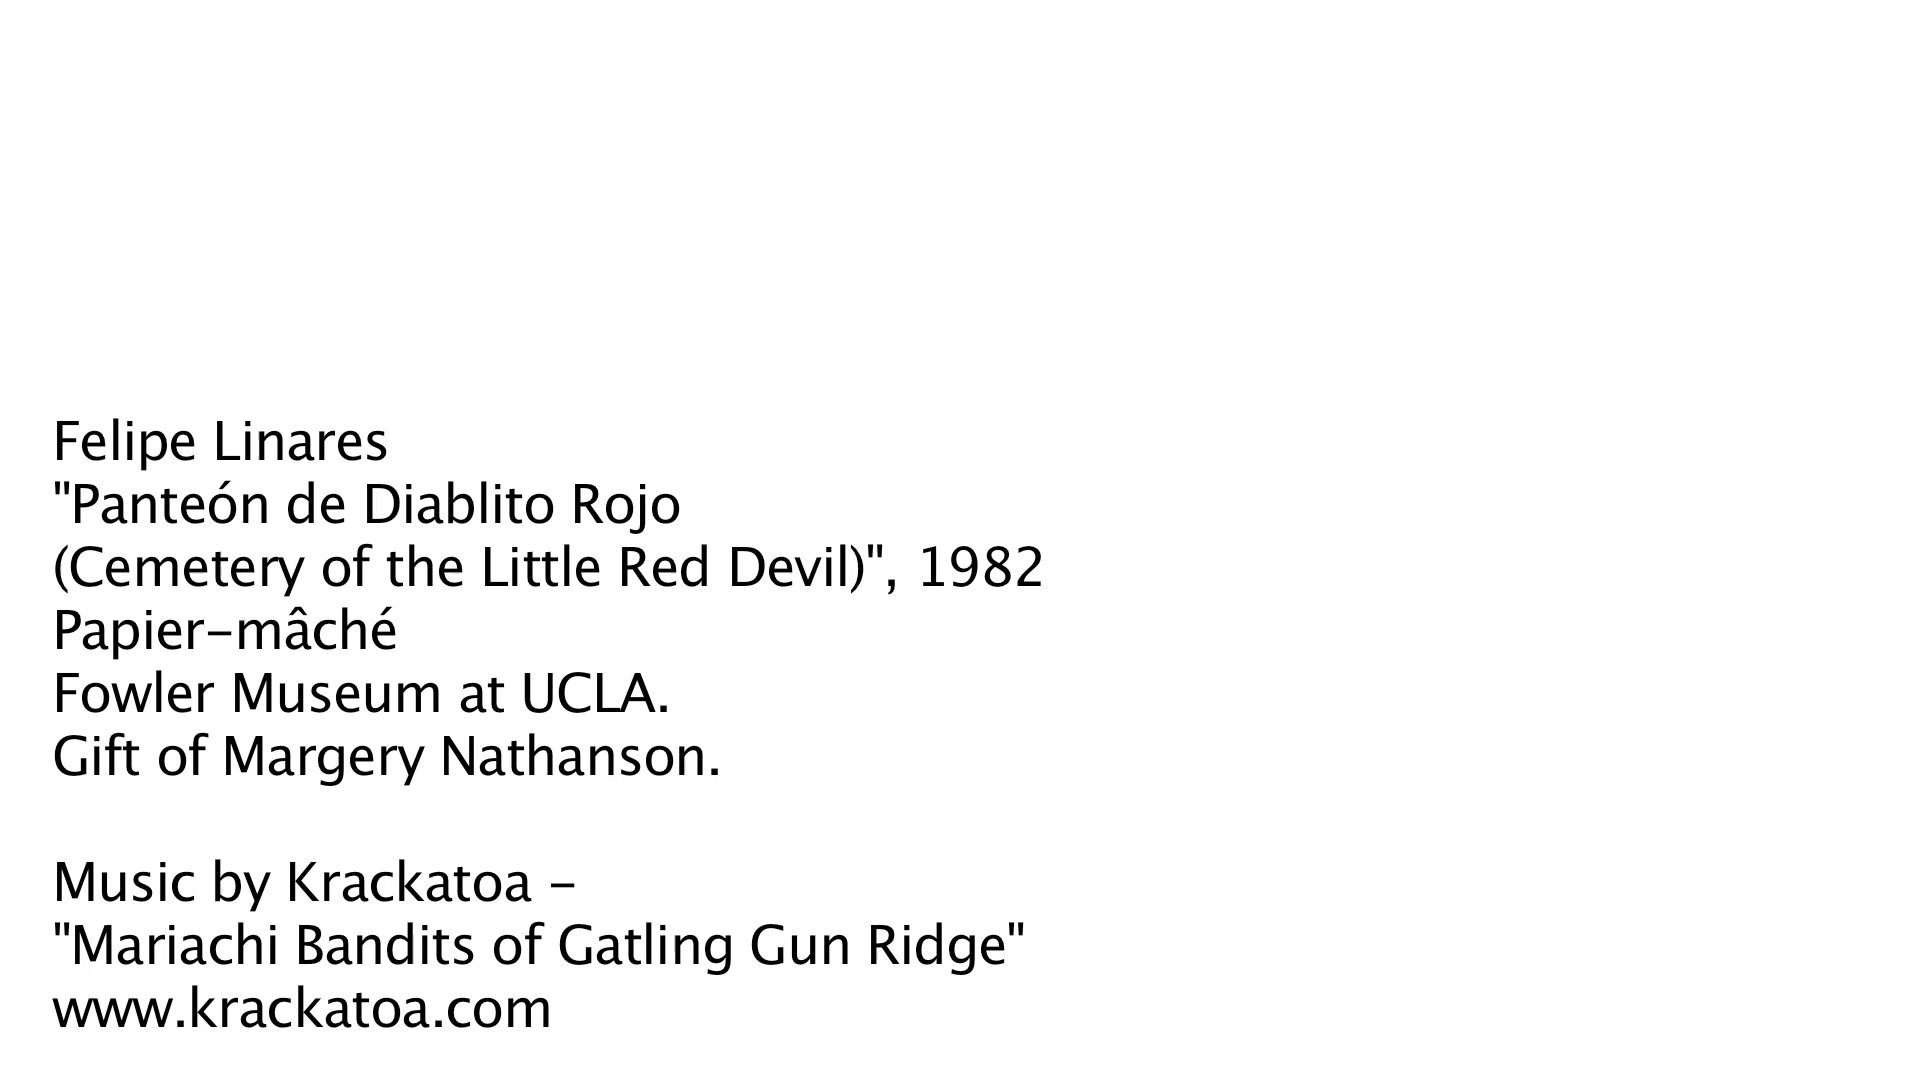 Felipe Linares
"Panteón de Diablito Rojo
(Cemetery of the Little Red Devil)", 1982
Papier-mâché
Fowler Museum at UCLA.
Gift of Margery Nathanson.
Music by Krackatoa -
"Mariachi Bandits of Gatling Gun Ridge"
www.krackatoa.com